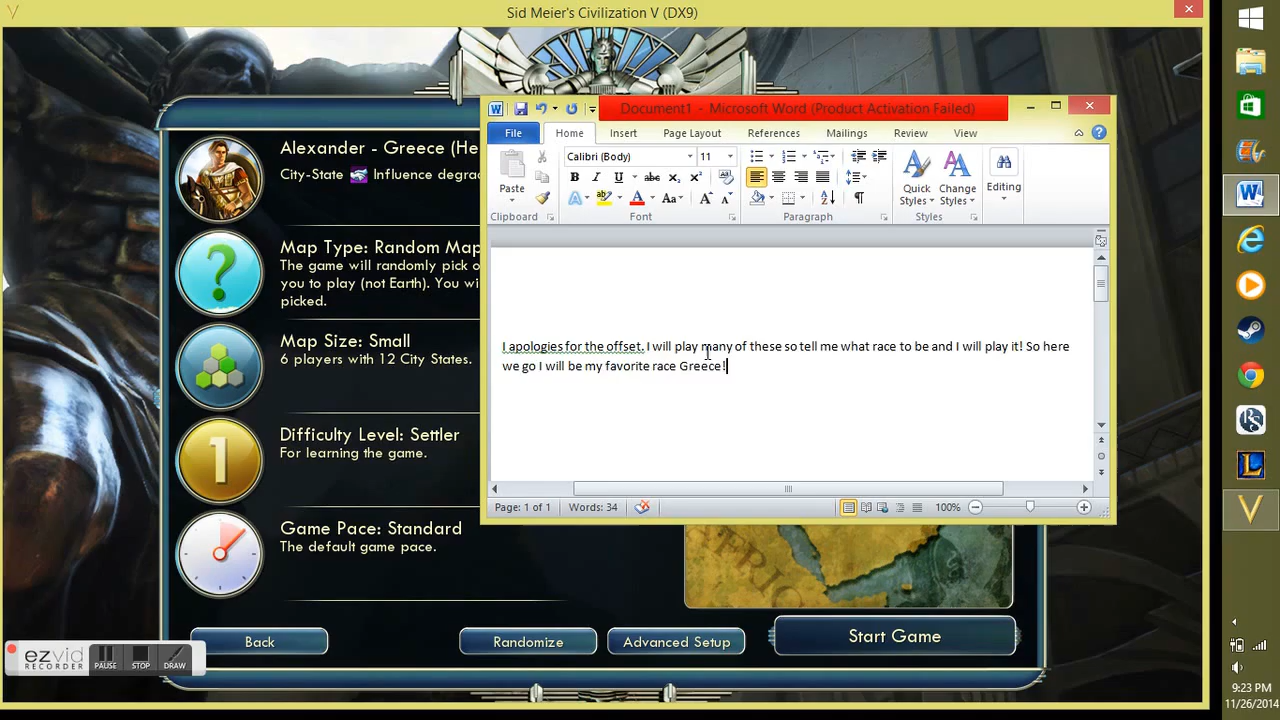 Sid Meier's Civilization V (DX9)
Document1 - Microsoft Word (Product Activation Failed)
File Home Insert Page Layout References Mailings Review View
Calibri (Body) 11
Paste
Quick Styles
Change Styles
Editing
Clipboard Font Paragraph Styles
I apologies for the offset. I will play many of these so tell me what race to be and I will play it! So here
we go I will be my favorite race Greece!
Page: 1 of 1 Words: 34 100%
Alexander - Greece (He
City-State Influence degra
Map Type: Random Map
The game will randomly pick o
you to play (not Earth). You wi
picked.
Map Size: Small
6 players with 12 City States.
Difficulty Level: Settler
For learning the game.
1
Game Pace: Standard
The default game pace.
Back Randomize Advanced Setup Start Game
ezvid
RECORDER
PAUSE STOP DRAW
9:23 PM
11/26/2014